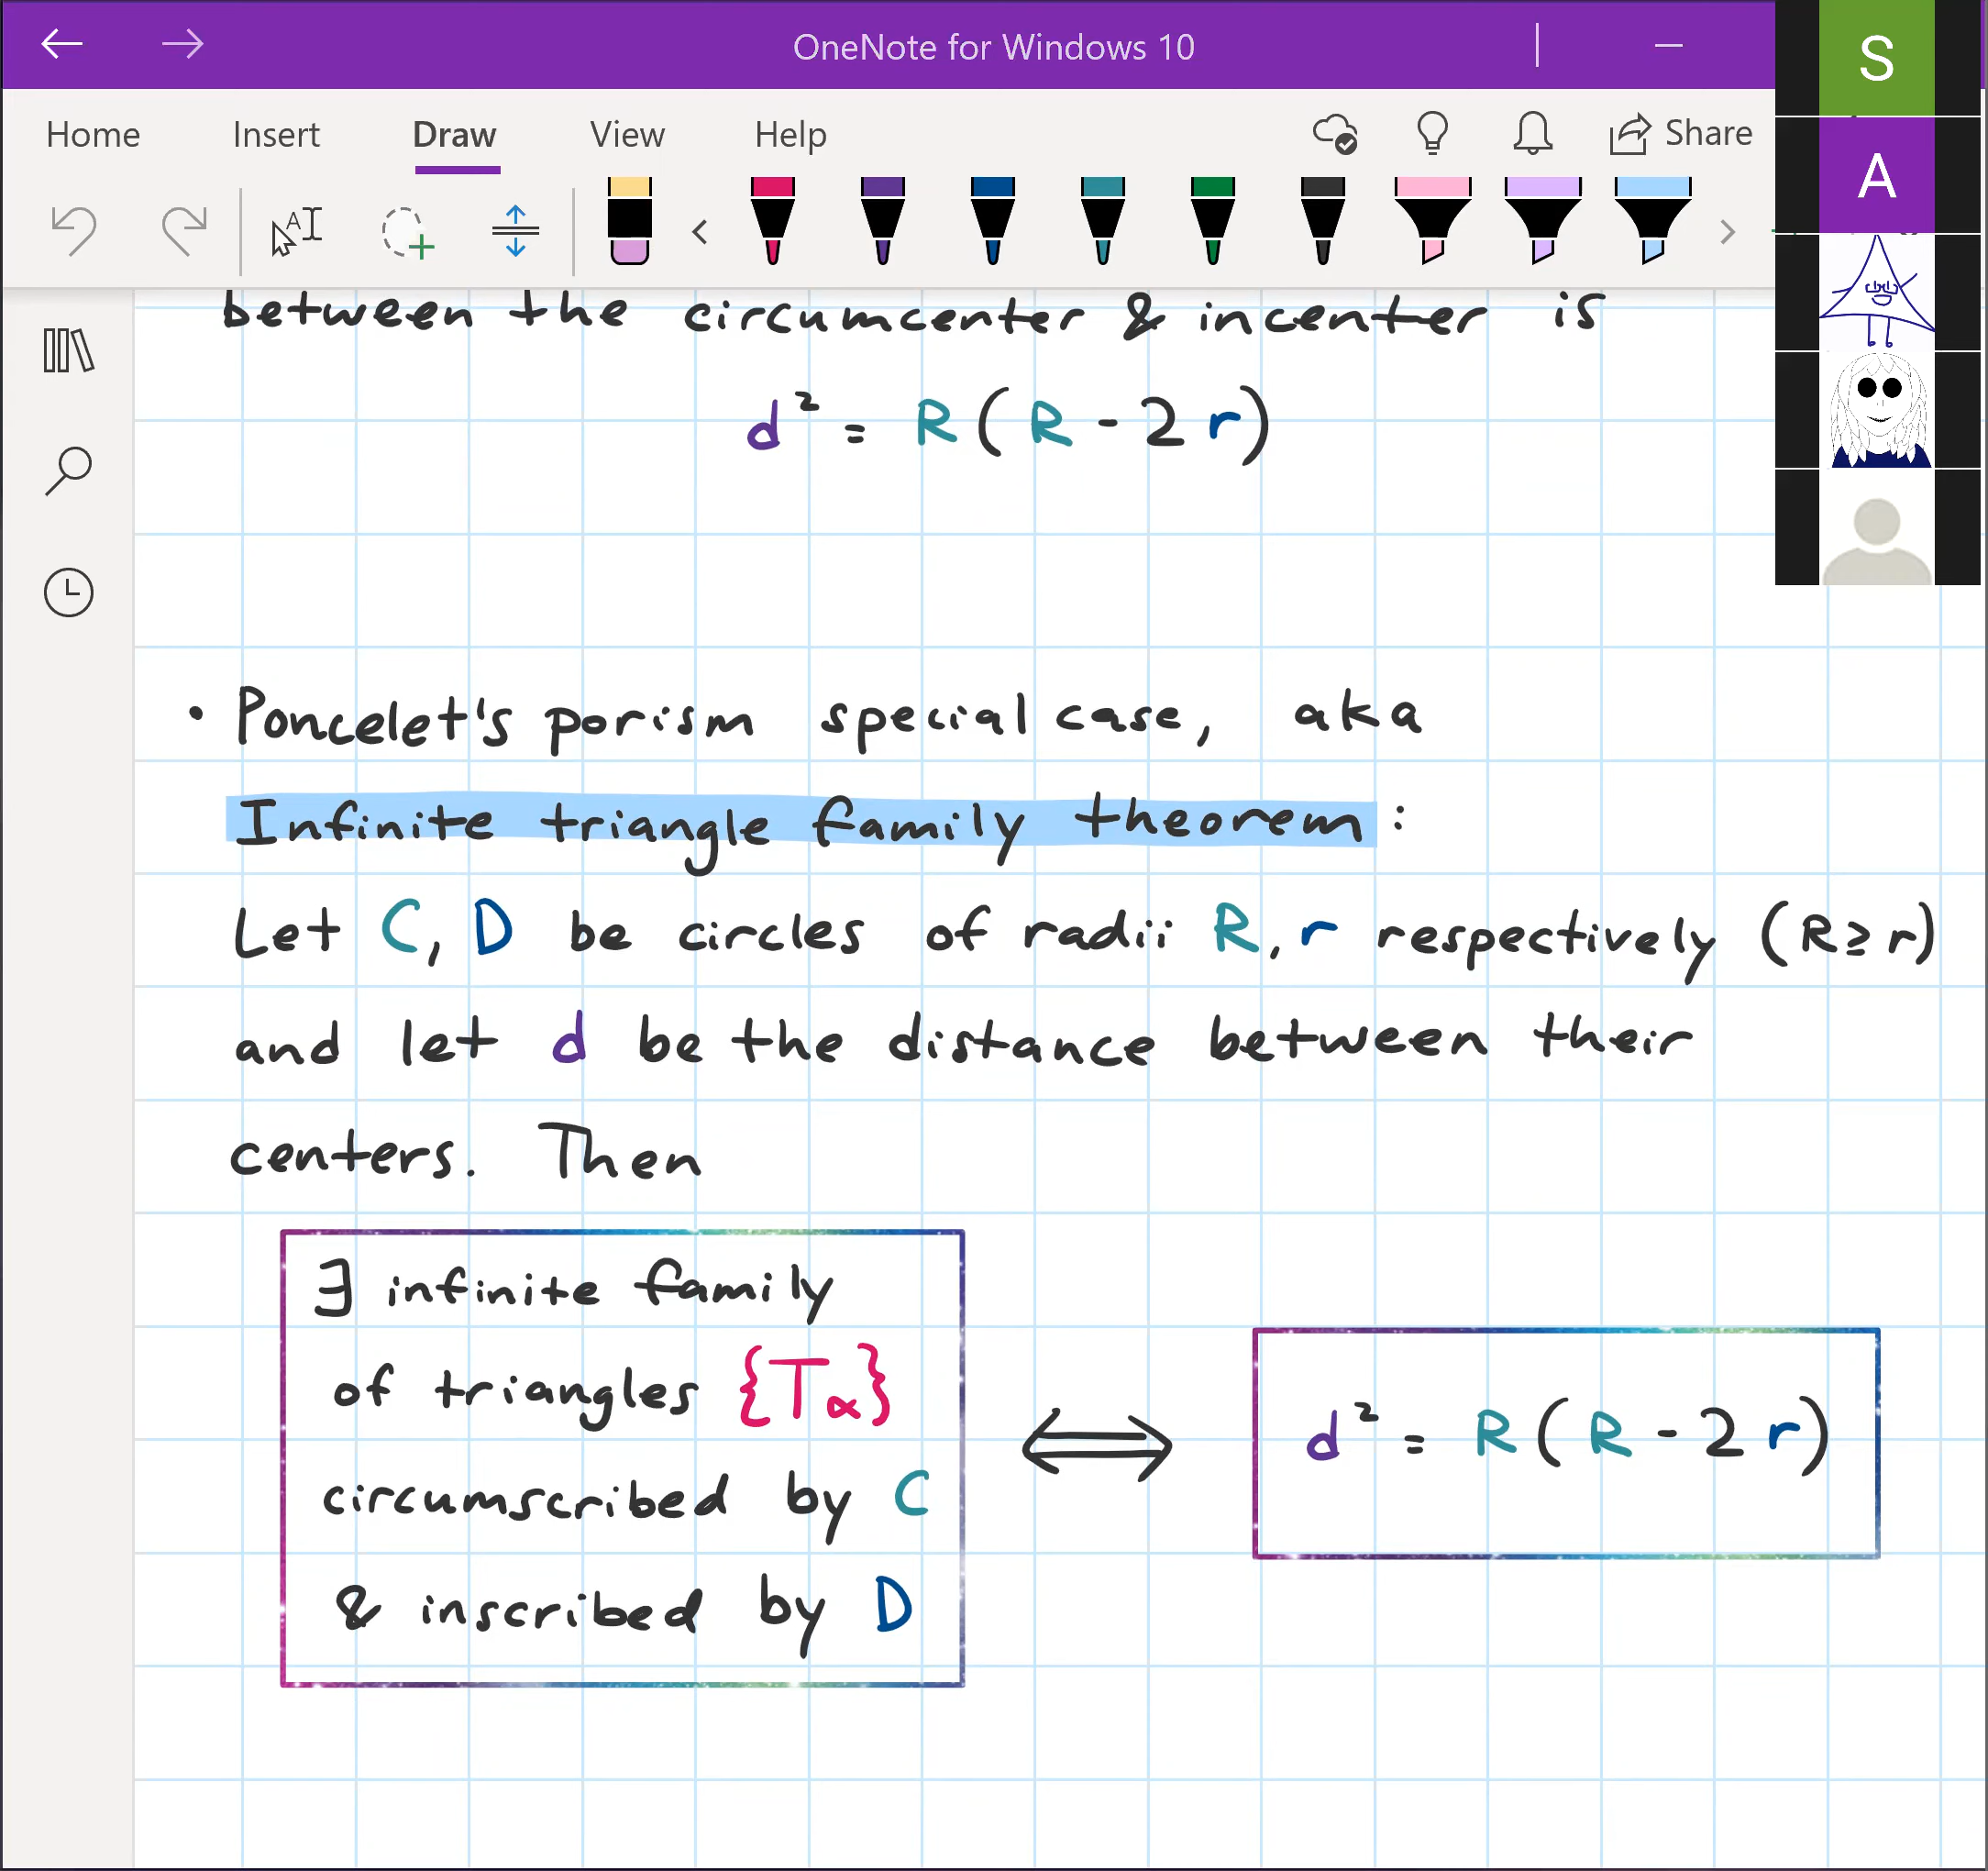 OneNote for Windows 10
S
Home Insert Draw View Help Share
A
between the circumcenter & incenter is
d² = R(R - 2r)
• Poncelet's porism special case, aka
Infinite triangle family theorem:
Let C, D be circles of radii R, r respectively (R ≥ r)
and let d be the distance between their
centers. Then
∃ infinite family
of triangles {Tα}
circumscribed by C
& inscribed by D
⟺
d² = R(R - 2r)